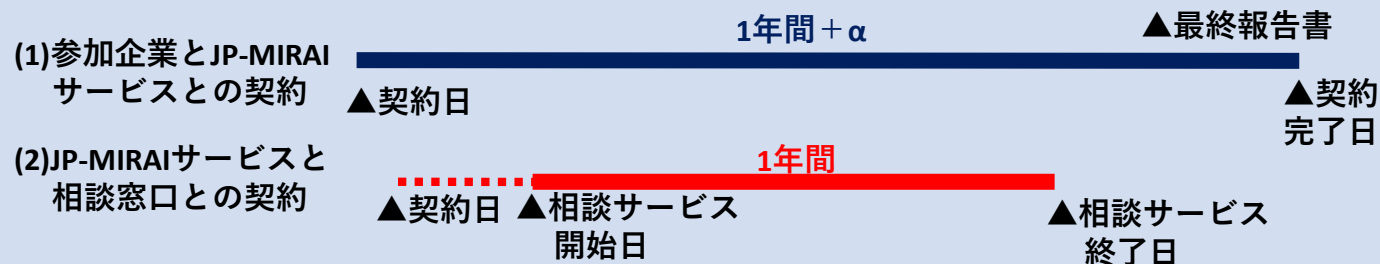 1年間＋α
▲最終報告書
(1)参加企業とJP-MIRAI
サービスとの契約
▲契約日
▲契約
完了日
(2)JP-MIRAIサービスと
相談窓口との契約
1年間
▲契約日
▲相談サービス
開始日
▲相談サービス
終了日